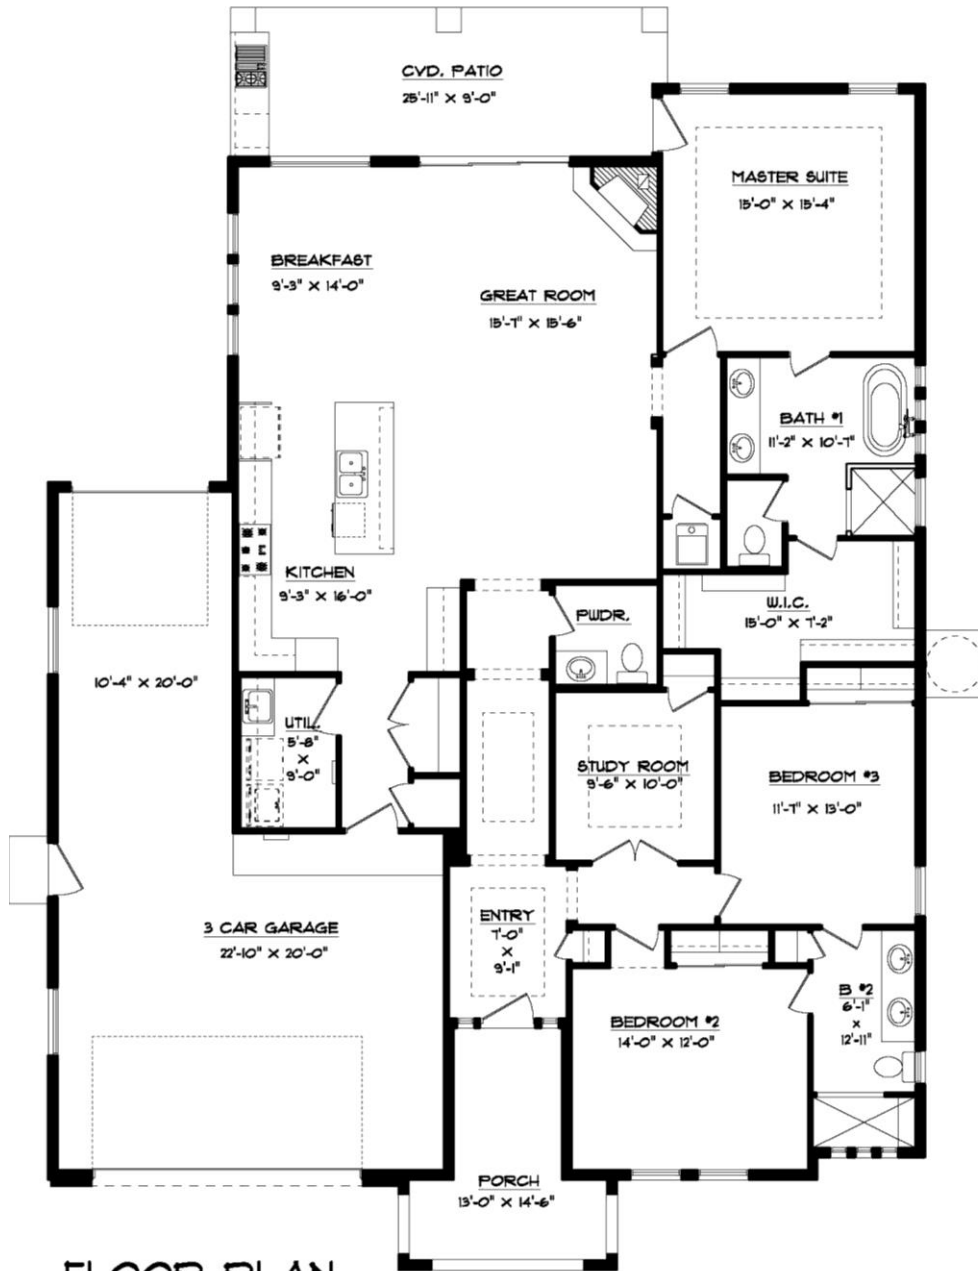 CVD. PATIO
25'-11" X 9'-0"
MASTER SUITE
15'-0" X 15'-4"
BREAKFAST
9'-3" X 14'-0"
GREAT ROOM
15'-7" X 15'-6"
BATH #1
11'-2" X 10'-7"
KITCHEN
9'-3" X 16'-0"
PWDR.
W.I.C.
15'-0" X 7'-2"
10'-4" X 20'-0"
UTIL.
5'-8"
X
9'-0"
STUDY ROOM
9'-6" X 10'-0"
BEDROOM #3
11'-7" X 13'-0"
3 CAR GARAGE
22'-10" X 20'-0"
ENTRY
7'-0"
X
9'-1"
BEDROOM #2
14'-0" X 12'-0"
B #2
6'-1"
X
12'-11"
PORCH
13'-0" X 14'-6"
FLOOR PLAN